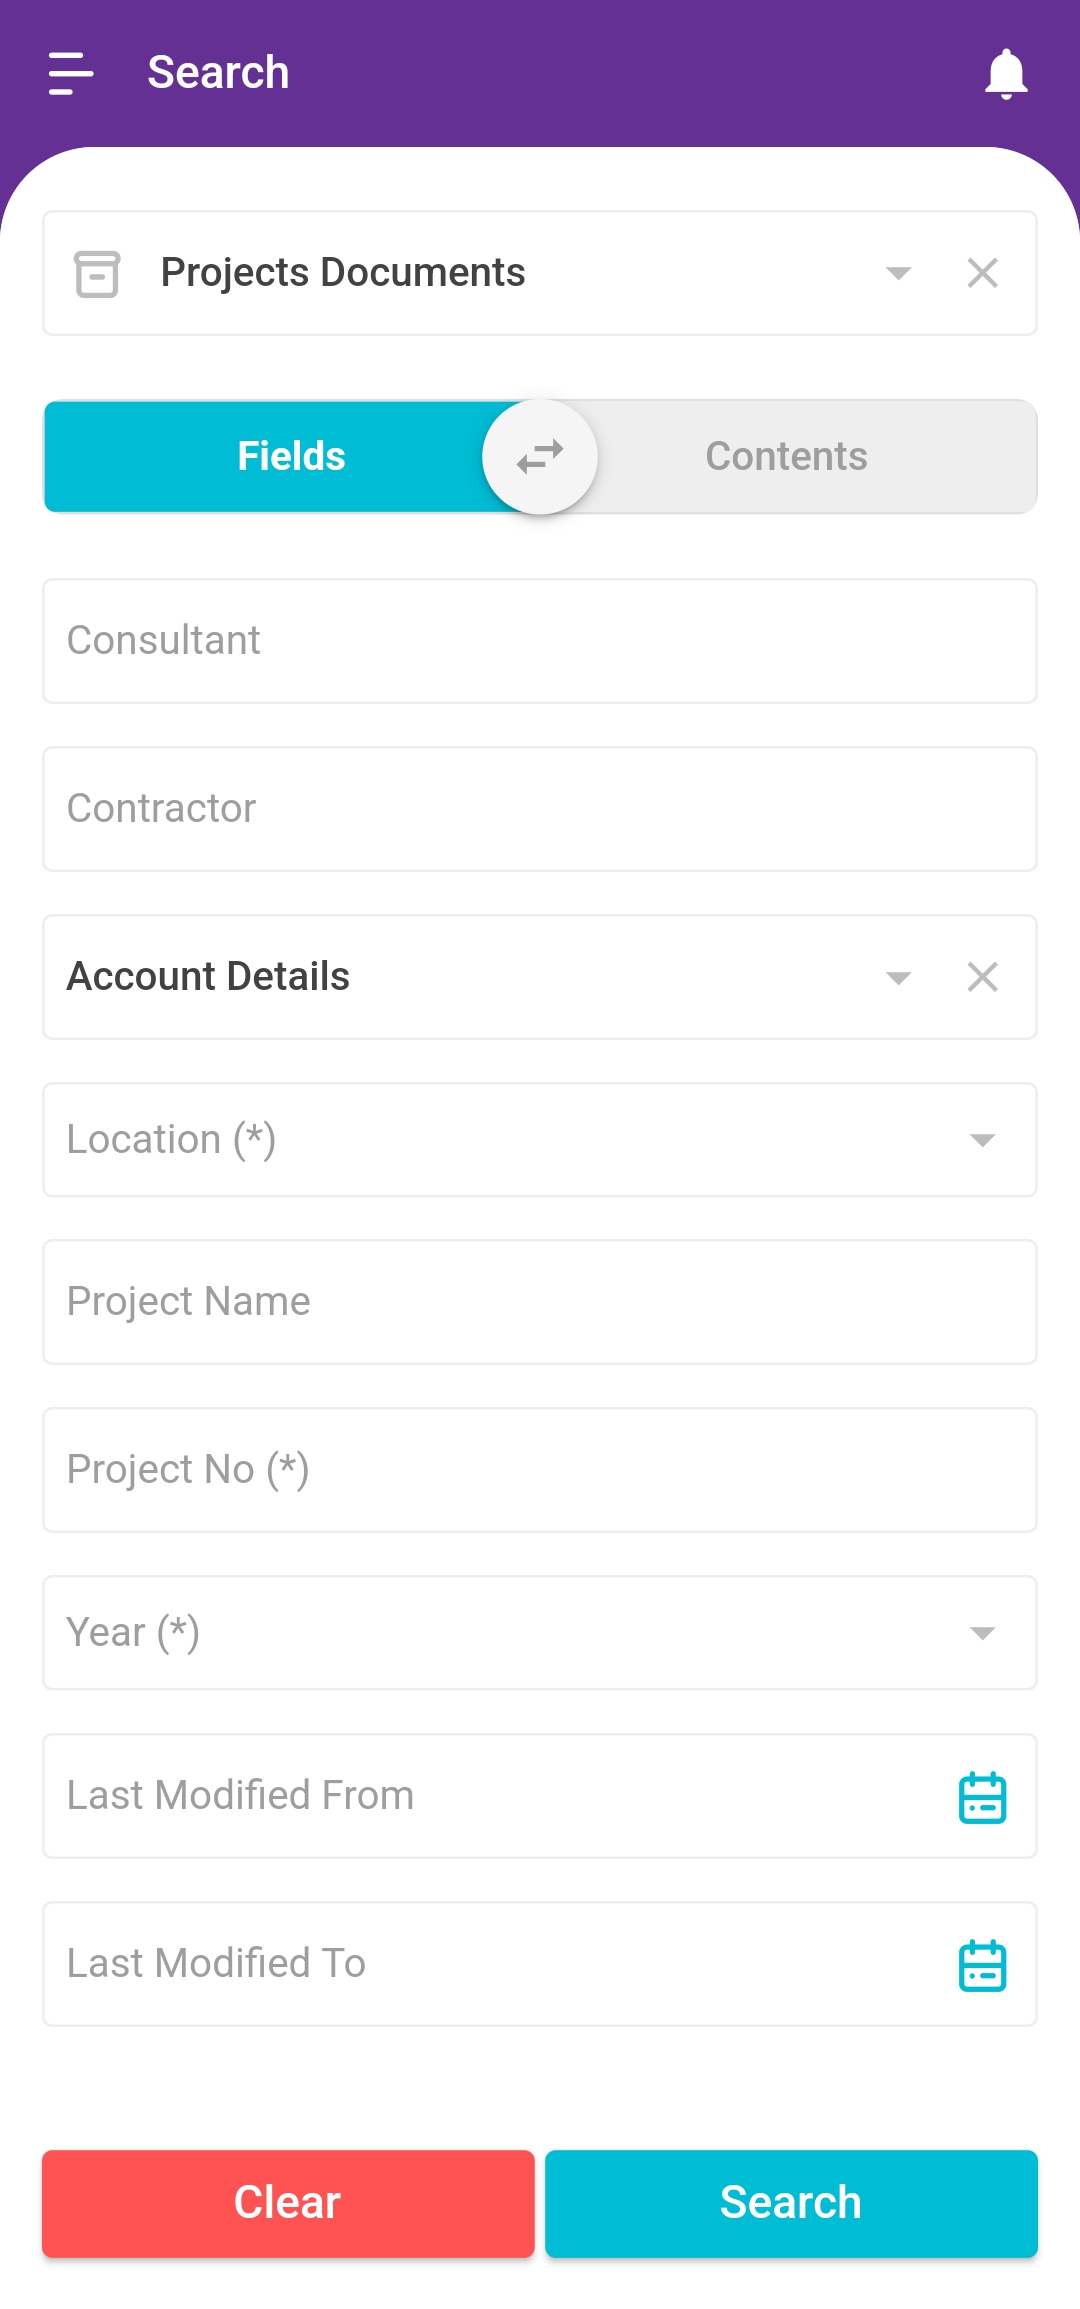 Search
Projects Documents
Fields Contents
Consultant
Contractor
Account Details
Location (*)
Project Name
Project No (*)
Year (*)
Last Modified From
Last Modified To
Clear Search